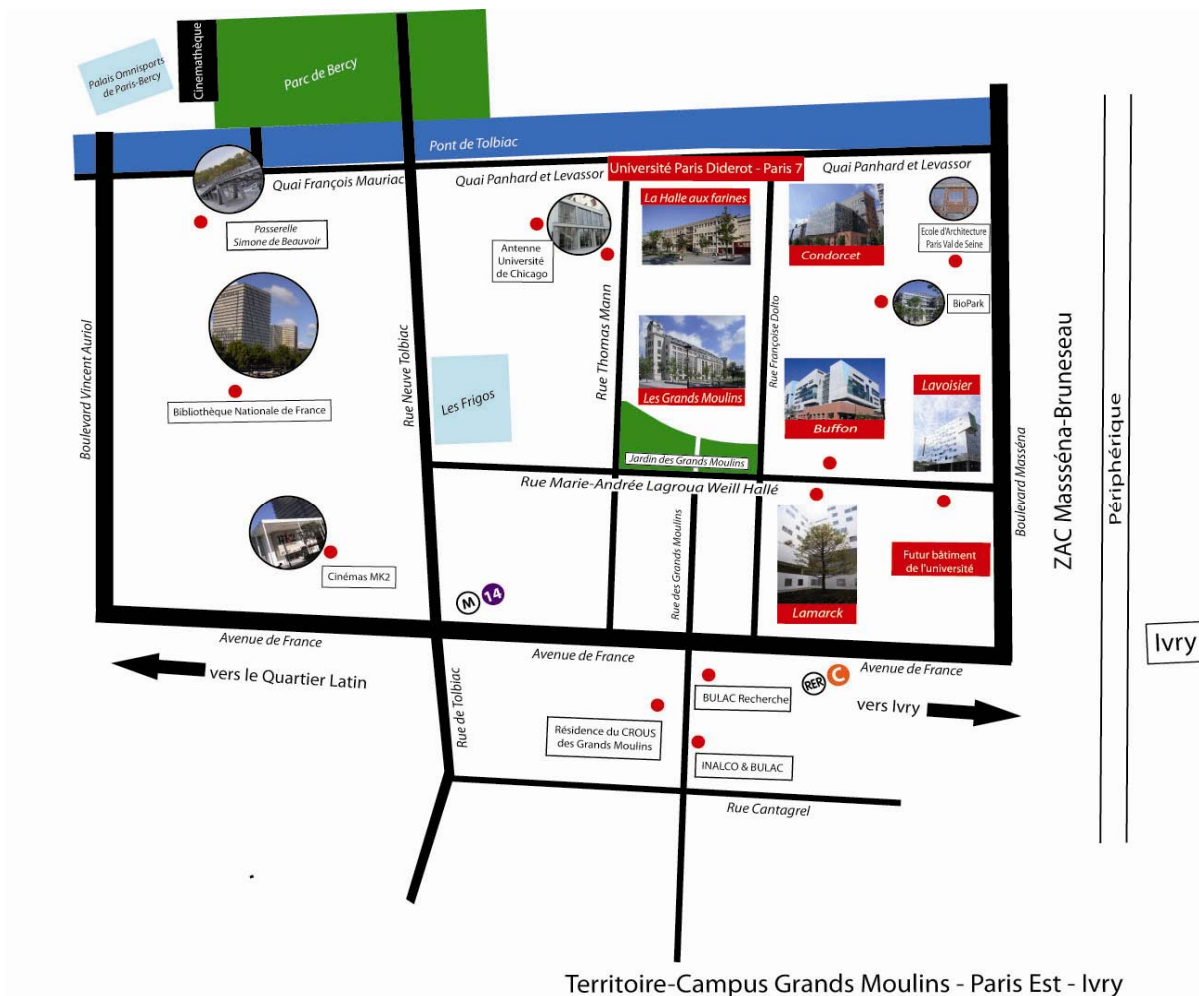 Palais Omnisports
de Paris-Bercy
Cinemathèque
Parc de Bercy
Pont de Tolbiac
Quai François Mauriac
Quai Panhard et Levassor
Université Paris Diderot - Paris 7
Quai Panhard et Levassor
Passerelle
Simone de Beauvoir
Antenne
Université
de Chicago
La Halle aux farines
Condorcet
Ecole d'Architecture
Paris Val de Seine
BioPark
Boulevard Vincent Auriol
Bibliothèque Nationale de France
Rue Neuve Tolbiac
Les Frigos
Rue Thomas Mann
Les Grands Moulins
Rue Françoise Dolto
Buffon
Lavoisier
Jardin des Grands Moulins
Rue Marie-Andrée Lagroua Weill Hallé
Boulevard Masséna
ZAC Massséna-Bruneseau
Périphérique
Cinémas MK2
M
14
Rue des Grands Moulins
Lamarck
Futur bâtiment
de l'université
Ivry
Avenue de France
Avenue de France
Avenue de France
vers le Quartier Latin
Rue de Tolbiac
RER
C
vers Ivry
BULAC Recherche
Résidence du CROUS
des Grands Moulins
INALCO & BULAC
Rue Cantagrel
Territoire-Campus Grands Moulins - Paris Est - Ivry